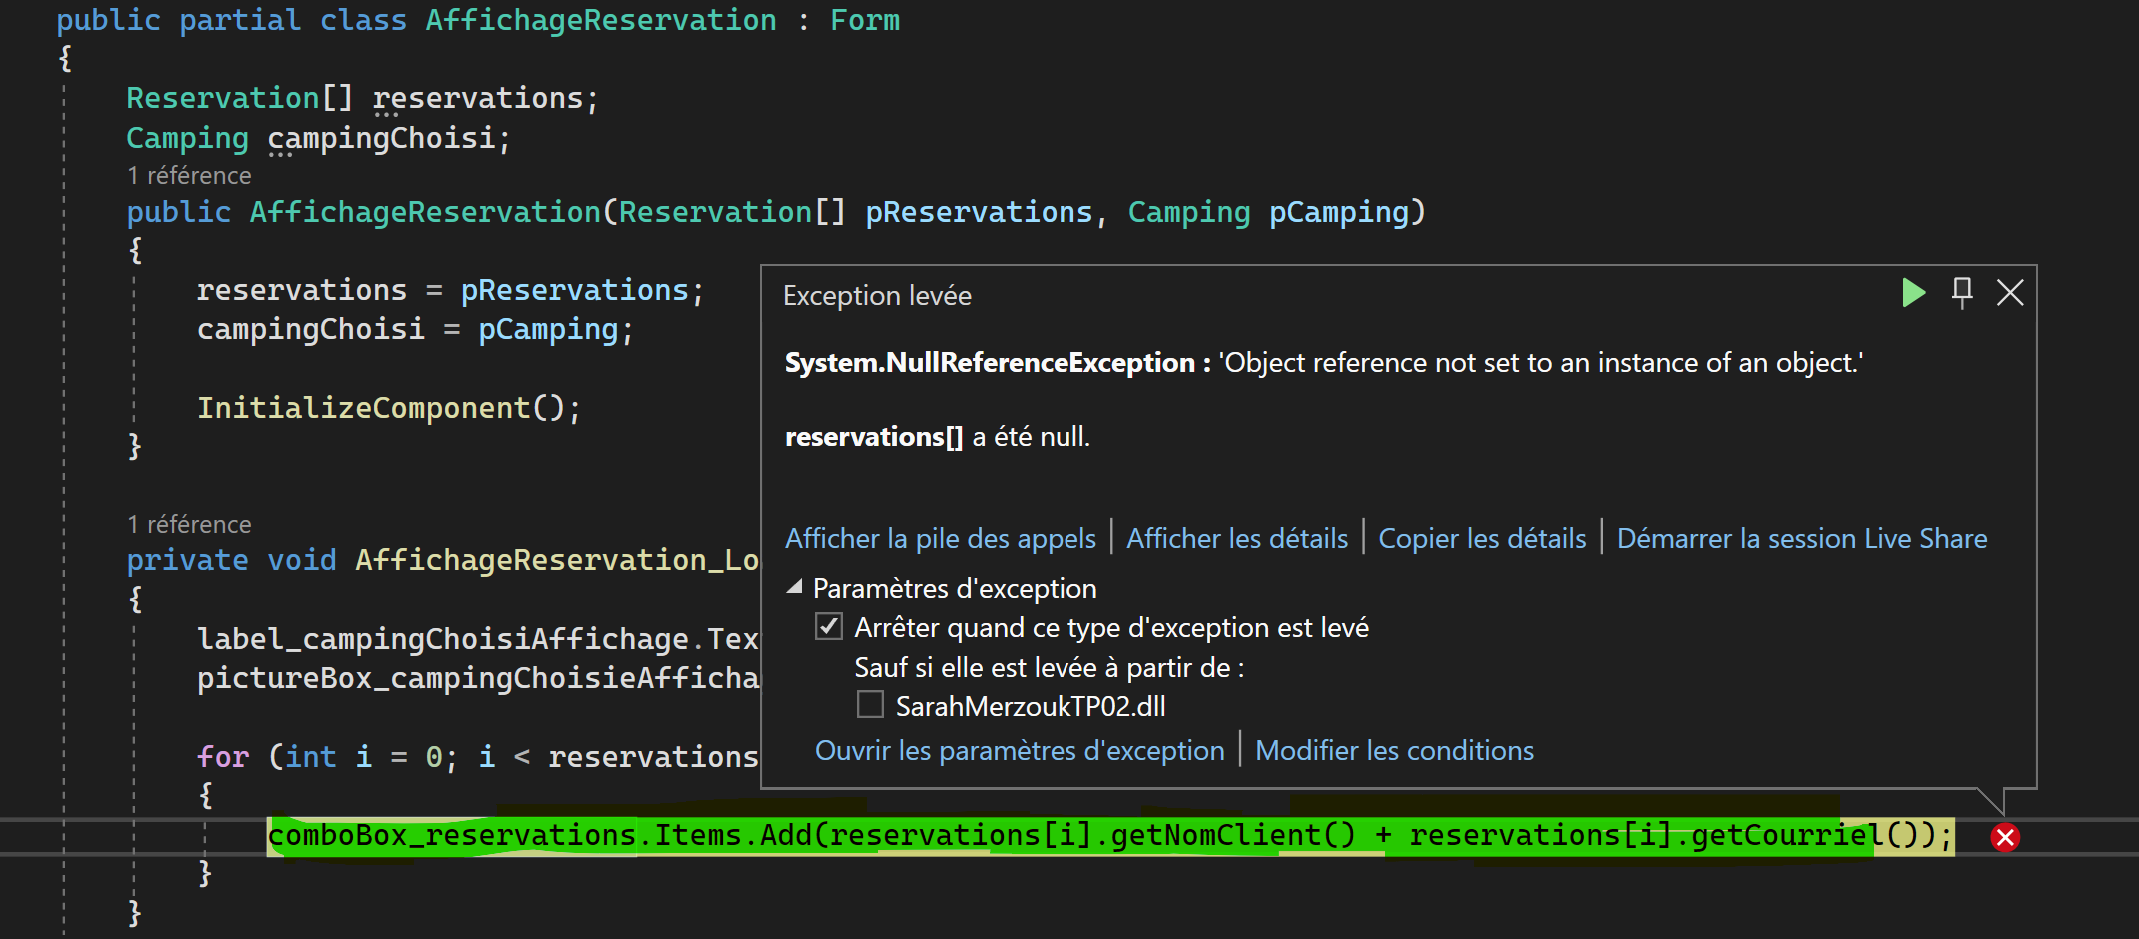 public partial class AffichageReservation : Form
{
Reservation[] reservations;
Camping campingChoisi;
1 référence
public AffichageReservation(Reservation[] pReservations, Camping pCamping)
{
reservations = pReservations;
campingChoisi = pCamping;
InitializeComponent();
}
1 référence
private void AffichageReservation_Lo
{
label_campingChoisiAffichage.Tex
pictureBox_campingChoisieAfficha
for (int i = 0; i < reservations
{
comboBox_reservations.Items.Add(reservations[i].getNomClient() + reservations[i].getCourriel());
}
}
Exception levée
System.NullReferenceException : 'Object reference not set to an instance of an object.'
reservations[] a été null.
Afficher la pile des appels | Afficher les détails | Copier les détails | Démarrer la session Live Share
Paramètres d'exception
Arrêter quand ce type d'exception est levé
Sauf si elle est levée à partir de :
SarahMerzoukTP02.dll
Ouvrir les paramètres d'exception | Modifier les conditions